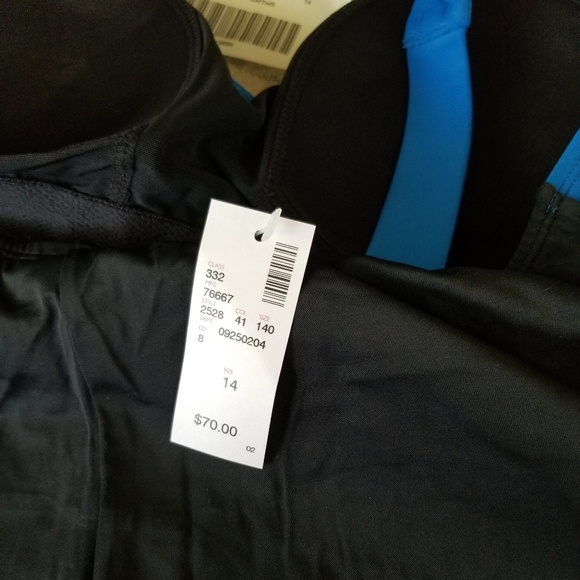 14
CLASS
332
MFG
76667
STYLE COL SIZE
2528 41 140
DEPT
CD 09250204
8
SIZE
14
$70.00
02